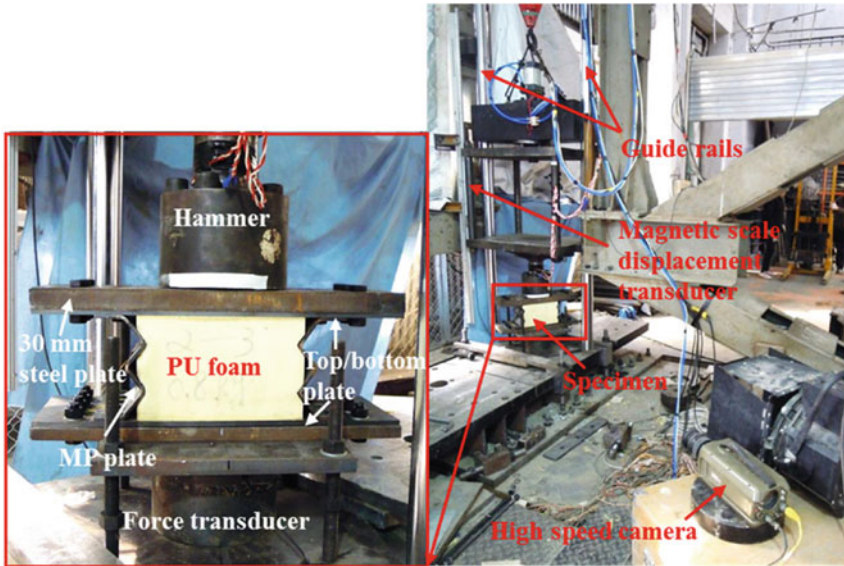 Hammer
30 mm
steel plate
PU foam
Top/bottom
plate
MP plate
Force transducer
Guide rails
Magnetic scale
displacement
transducer
Specimen
High speed camera